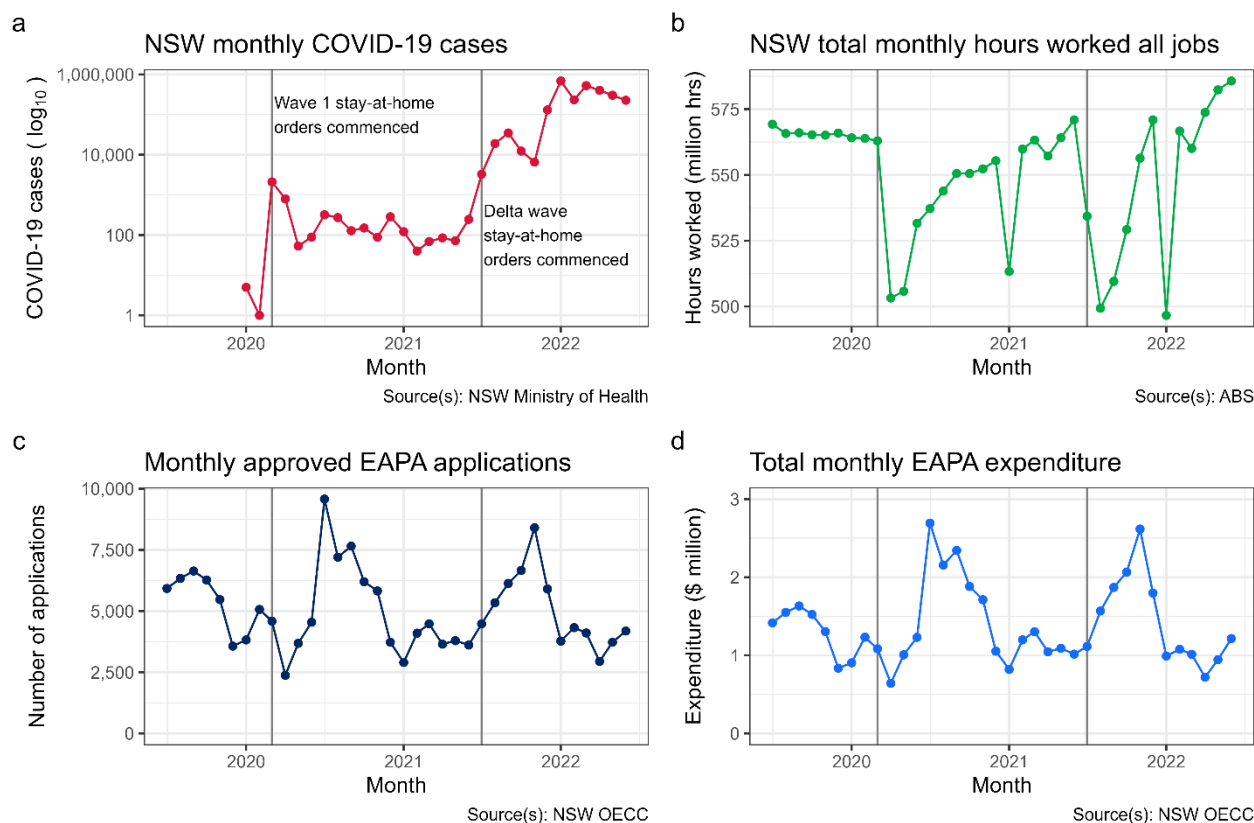 a
NSW monthly COVID-19 cases
COVID-19 cases ( log10)
1,000,000
10,000
100
1
Wave 1 stay-at-home
orders commenced
Delta wave
stay-at-home
orders commenced
2020 2021 2022
Month
Source(s): NSW Ministry of Health
b
NSW total monthly hours worked all jobs
Hours worked (million hrs)
575
550
525
500
2020 2021 2022
Month
Source(s): ABS
c
Monthly approved EAPA applications
Number of applications
10,000
7,500
5,000
2,500
0
2020 2021 2022
Month
Source(s): NSW OECC
d
Total monthly EAPA expenditure
Expenditure ($ million)
3
2
1
0
2020 2021 2022
Month
Source(s): NSW OECC